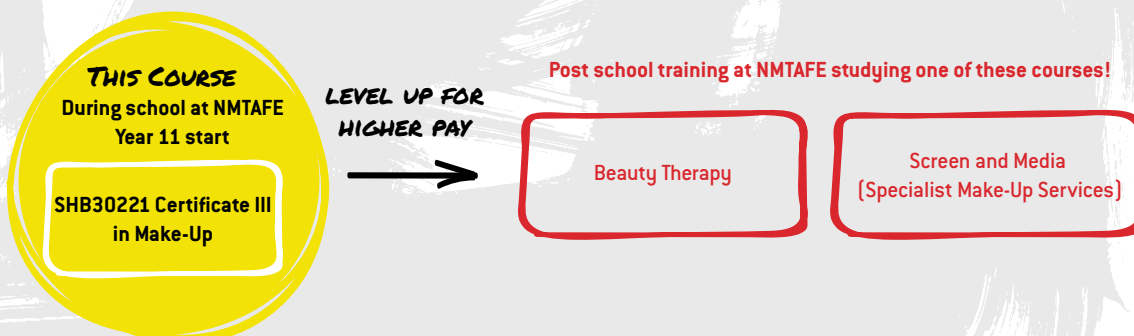 THIS COURSE
During school at NMTAFE
Year 11 start
SHB30221 Certificate III
in Make-Up
LEVEL UP FOR
HIGHER PAY
Post school training at NMTAFE studying one of these courses!
Beauty Therapy
Screen and Media
(Specialist Make-Up Services)